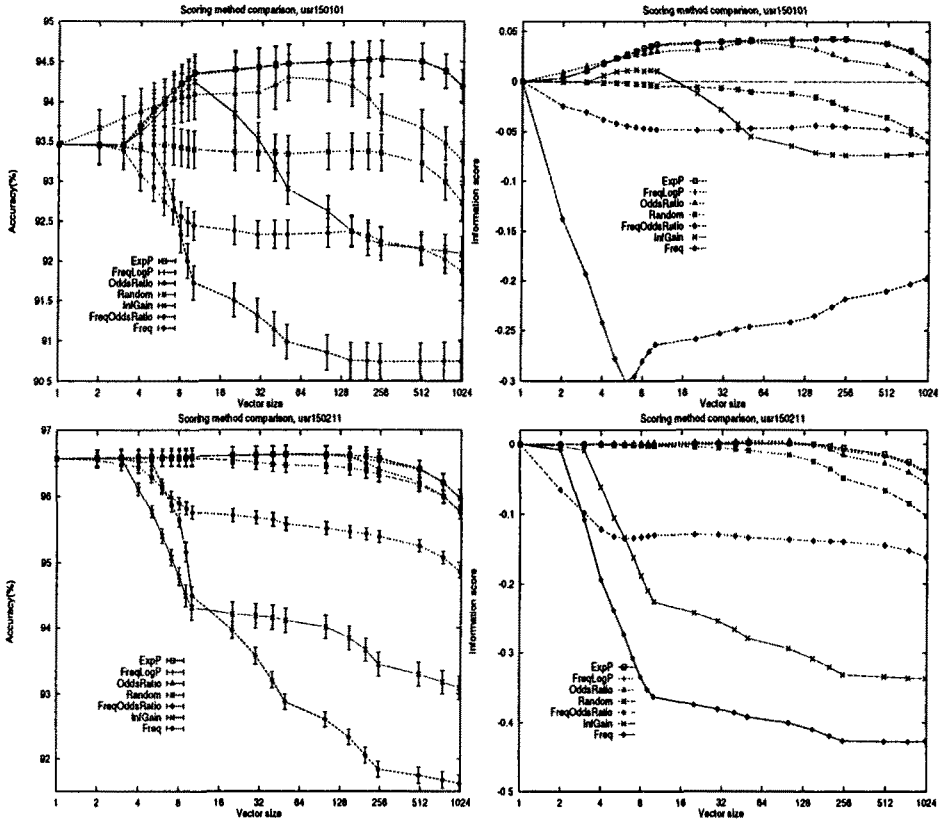 Scoring method comparison, usr150101
95
94.5
94
93.5
93
92.5
92
91.5
91
90 5
Accuracy(%)
ExpP
FreqLogP
OddsRatio
Random
InfGain
FreqOddsRatio
Freq
1 2 4 8 16 32 64 128 256 512 1024
Vector size
Scoring method comparison, usr150101
0.05
0
-0.05
-0.1
-0.15
-0.2
-0.25
-0.3
Information score
ExpP
FreqLogP
OddsRatio
Random
FreqOddsRatio
InfGain
Freq
1 2 4 8 16 32 64 128 256 512 1024
Vector size
Scoring method comparison, usr150211
97
96
95
94
93
92
Accuracy(%)
ExpP
FreqLogP
OddsRatio
Random
FreqOddsRatio
InfGain
Freq
1 2 4 8 16 32 64 128 256 512 1024
Vector size
Scoring method comparison, usr150211
0
-0.1
-0.2
-0.3
-0.4
-0.5
Information score
ExpP
FreqLogP
OddsRatio
Random
FreqOddsRatio
InfGain
Freq
1 2 4 8 16 32 64 128 256 512 1024
Vector size